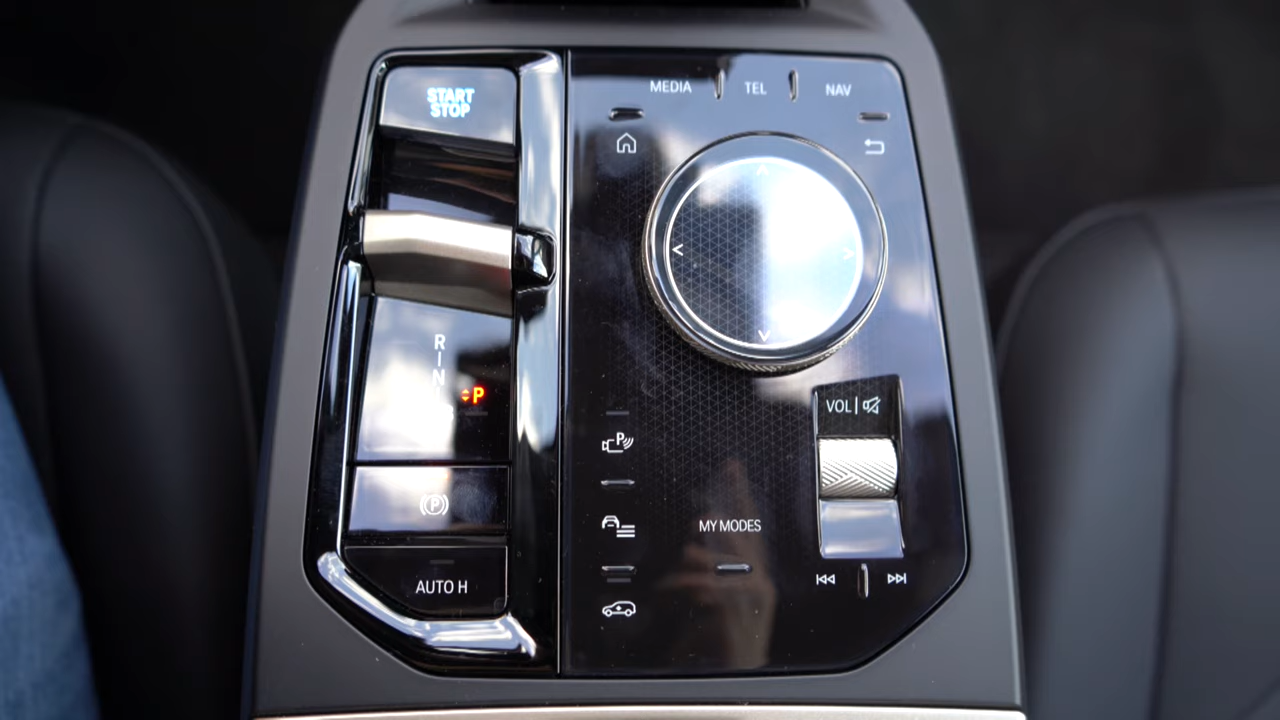 START
STOP
MEDIA
TEL
NAV
R
N
P
VOL
P
P
MY MODES
AUTO H